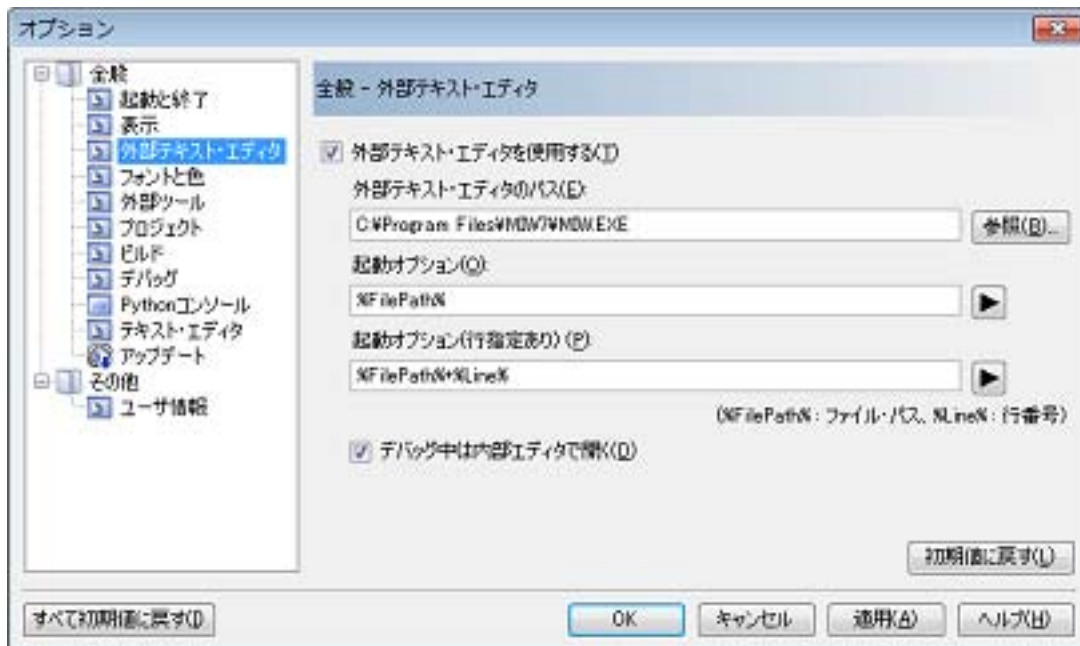 オプション
全般
起動と終了
表示
外部テキスト・エディタ
フォントと色
外部ツール
プロジェクト
ビルド
デバッグ
Pythonコンソール
テキスト・エディタ
アップデート
その他
ユーザ情報
全般 - 外部テキスト・エディタ
外部テキスト・エディタを使用する(T)
外部テキスト・エディタのパス(E):
C:¥Program Files¥MIW7¥MIW.EXE
参照(R)...
起動オプション(O):
%FilePath%
起動オプション(行指定あり) (P):
%FilePath%+%Line%
(%FilePath% : ファイル・パス、%Line% : 行番号)
デバッグ中は内部エディタで開く(D)
初期値に戻す(L)
すべて初期値に戻す(I)
OK
キャンセル
適用(A)
ヘルプ(H)